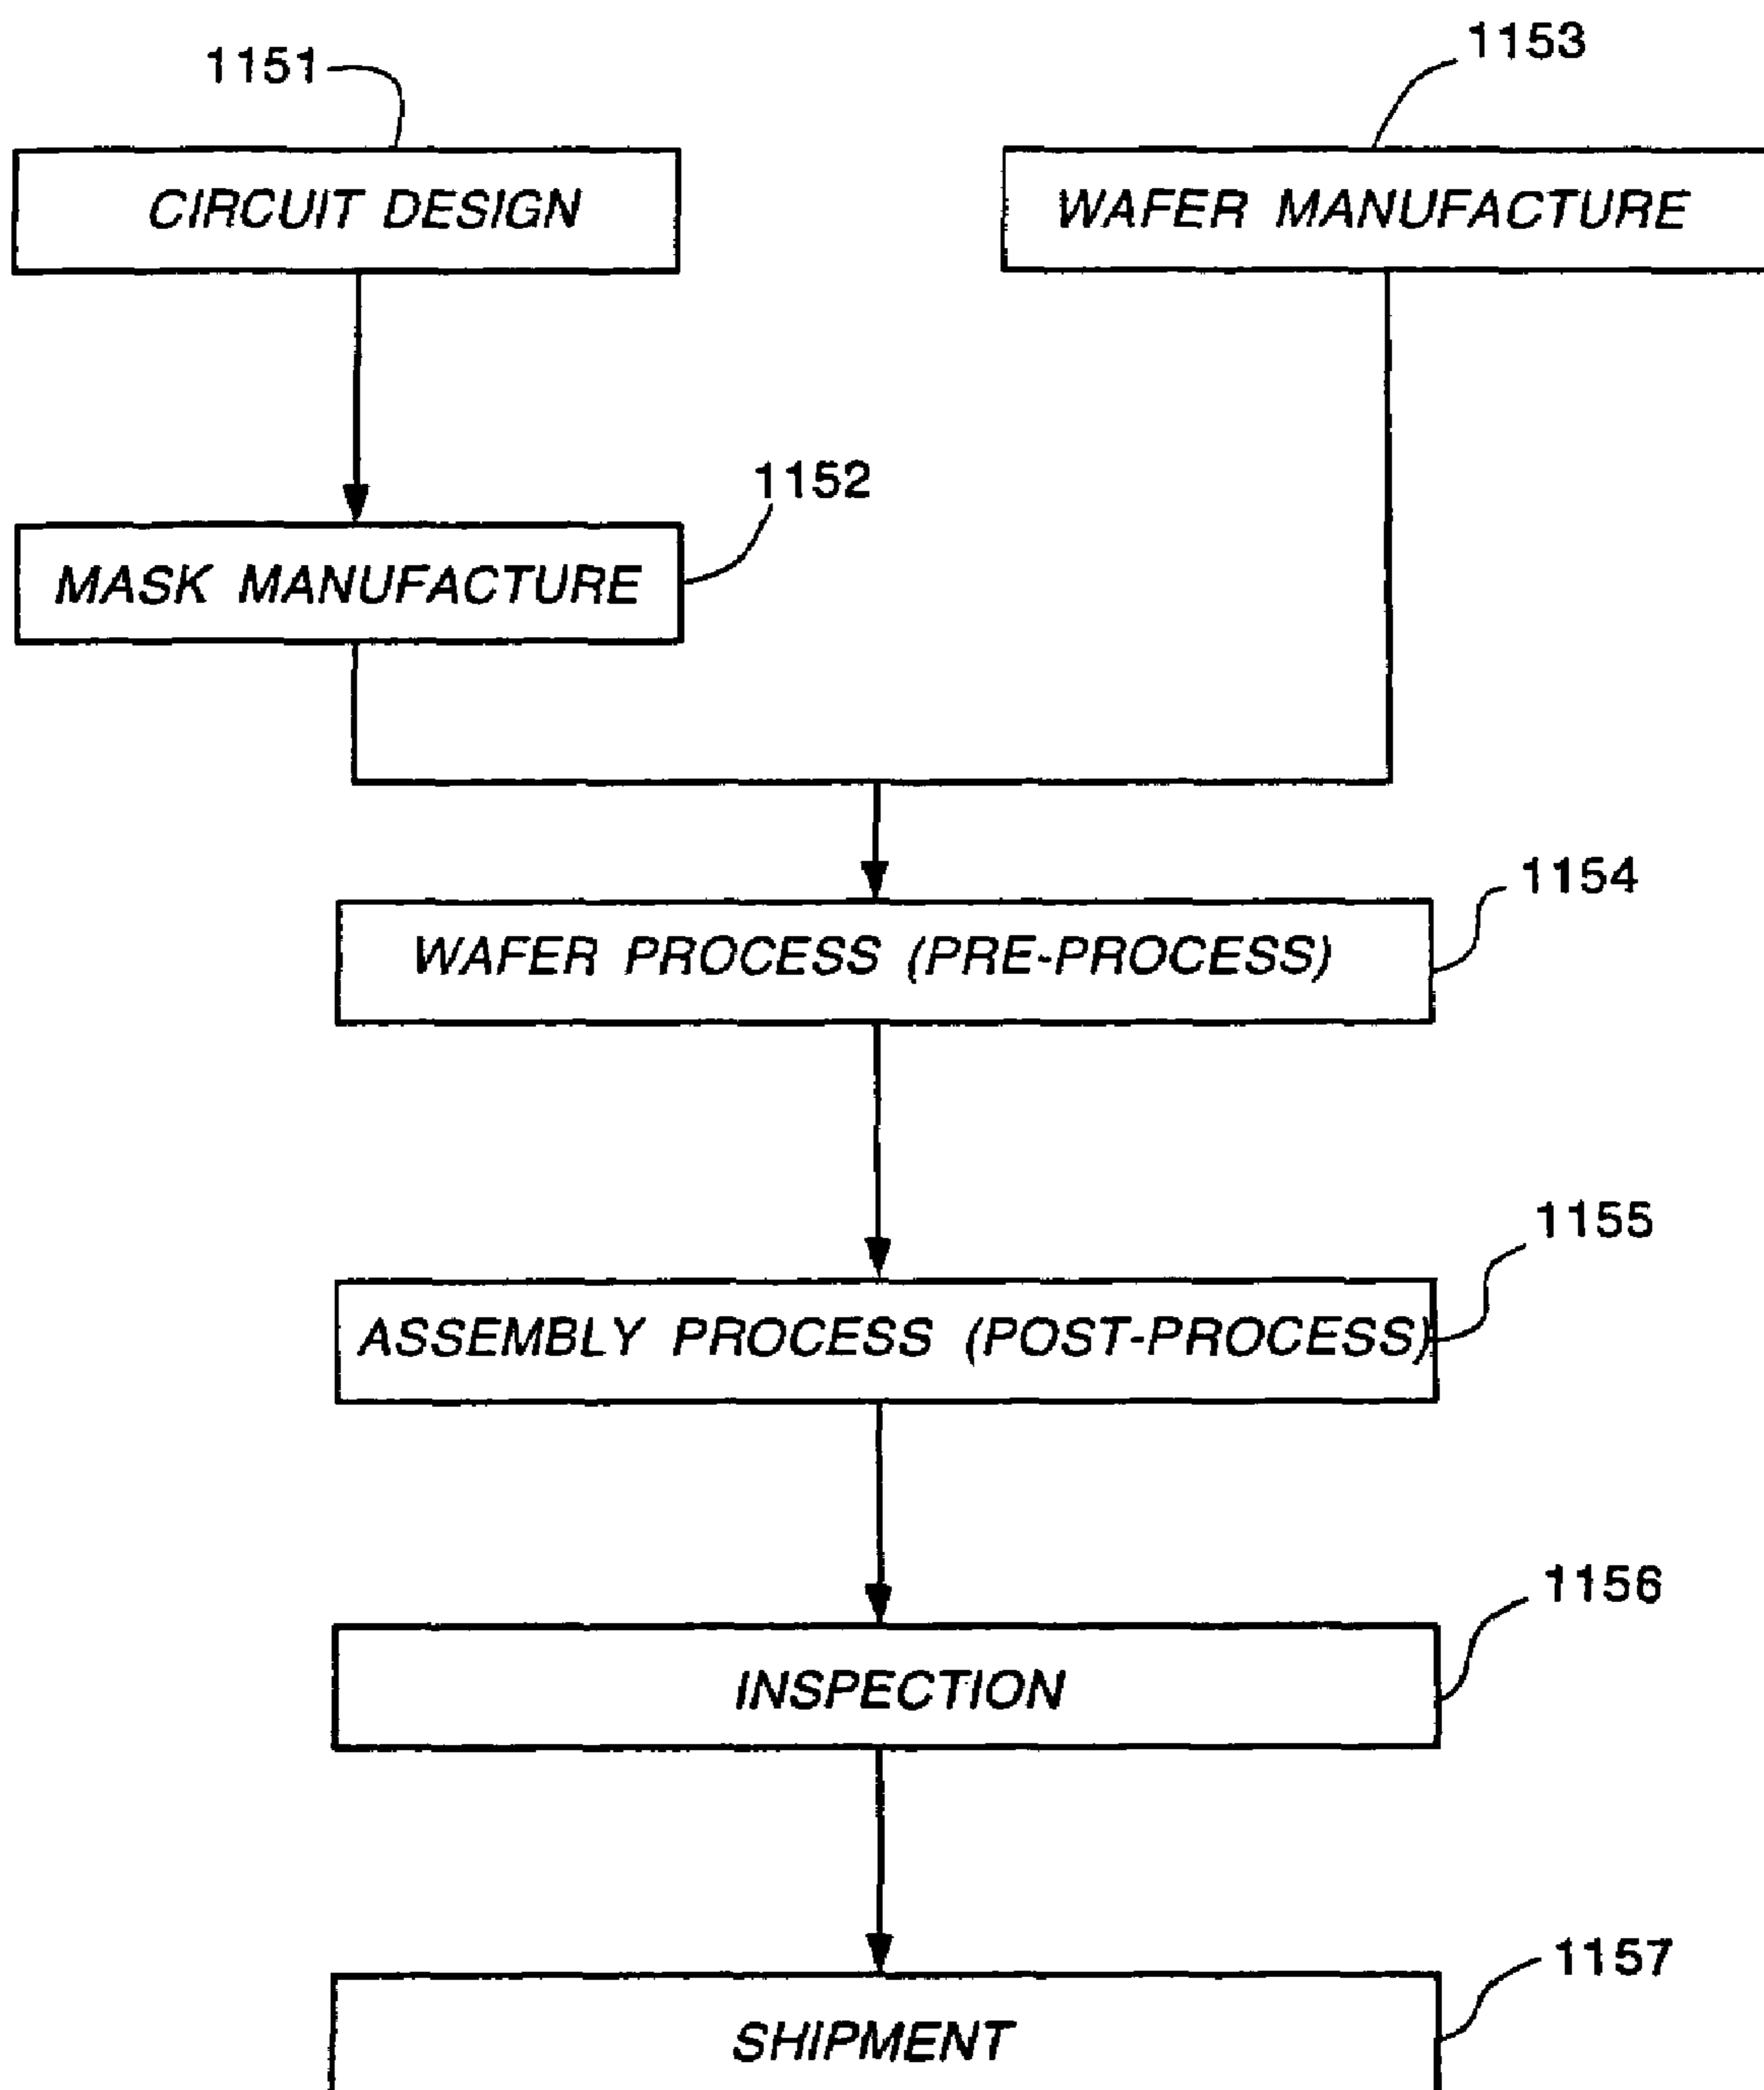 1151
1153
CIRCUIT DESIGN
WAFER MANUFACTURE
1152
MASK MANUFACTURE
1154
WAFER PROCESS (PRE-PROCESS)
1155
ASSEMBLY PROCESS (POST-PROCESS)
1156
INSPECTION
1157
SHIPMENT